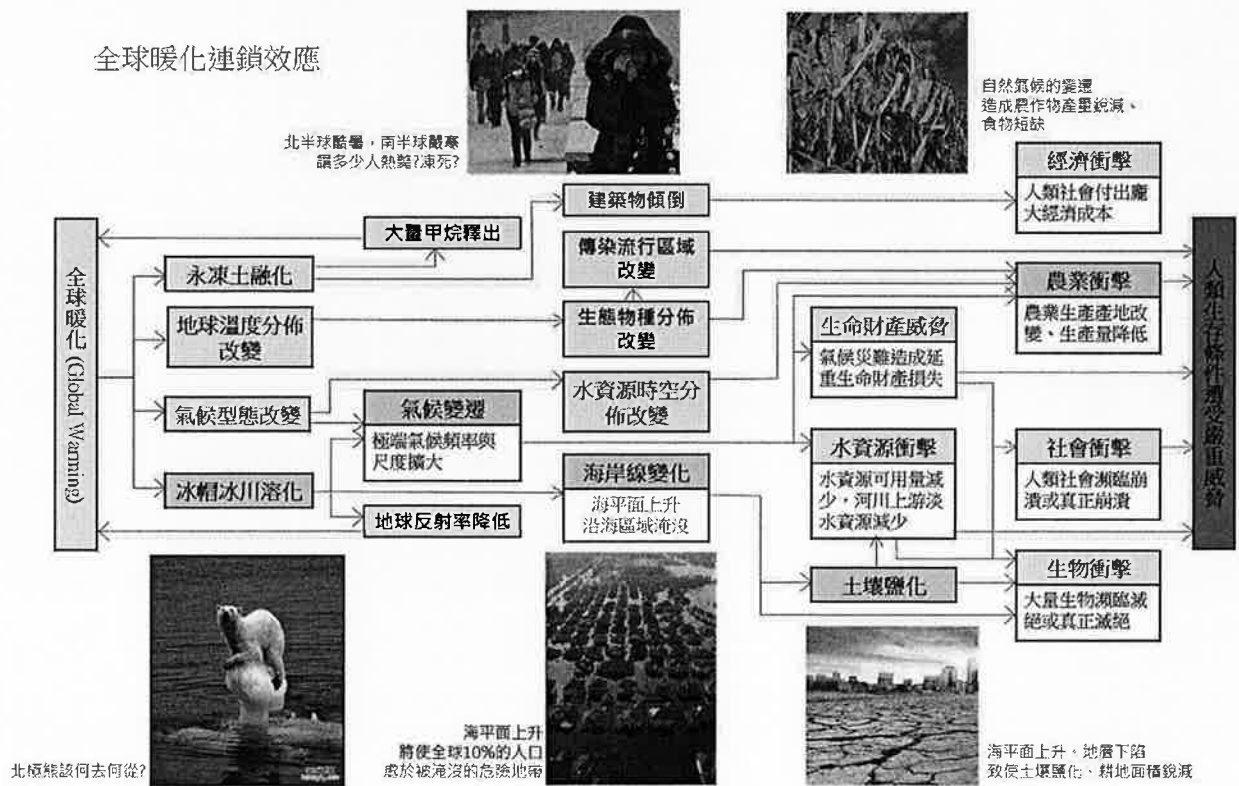 全球暖化連鎖效應
北半球酷暑，南半球嚴寒
讓多少人熱斃?凍死?
自然氣候的變遷
造成農作物產量銳減、
食物短缺
經濟衝擊
人類社會付出龐
大經濟成本
建築物傾倒
大量甲烷釋出
傳染流行區域
改變
永凍土融化
農業衝擊
農業生產產地改
變、生產量降低
全球暖化 (Global Wanning)
地球溫度分佈
改變
生態物種分佈
改變
生命財產威脅
氣候災難造成延
重生命財產損失
人類生存條件遭受嚴重威脅
水資源時空分
佈改變
氣候型態改變
氣候變遷
極端氣候頻率與
尺度擴大
水資源衝擊
水資源可用量減
少，河川上游淡
水資源減少
社會衝擊
人類社會瀕臨崩
潰或真正崩潰
冰帽冰川溶化
海岸線變化
海平面上升
沿海區域淹沒
地球反射率降低
土壤鹽化
生物衝擊
大量生物瀕臨滅
絕或真正滅絕
北極熊該何去何從?
海平面上升
將使全球10%的人口
處於被淹沒的危險地帶
海平面上升，地層下陷
致使土壤鹽化、耕地面積銳減